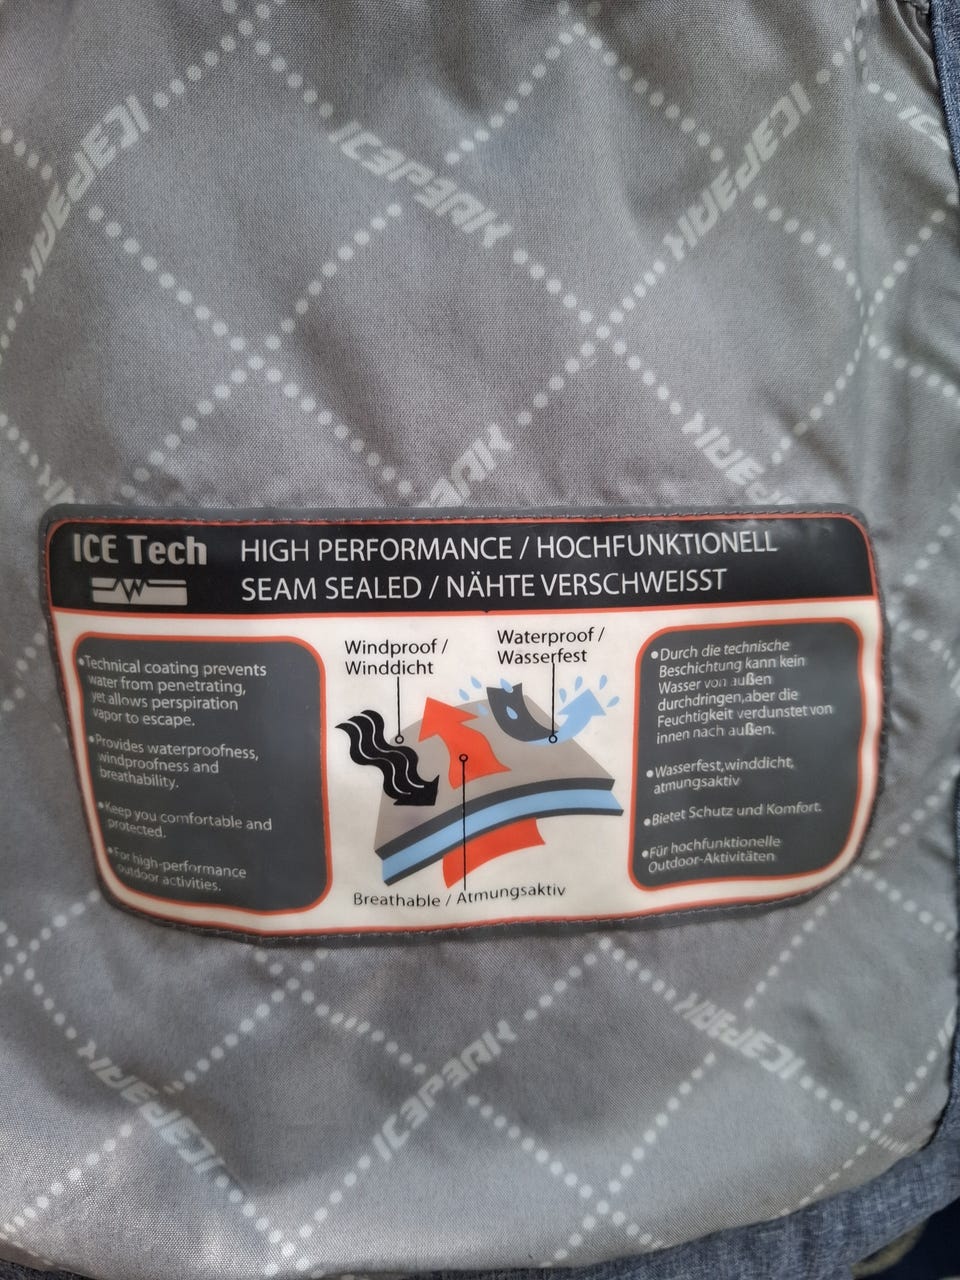 ICEPEAK
ICEPEAK
ICEPEAK
ICE Tech
HIGH PERFORMANCE / HOCHFUNKTIONELL
SEAM SEALED / NÄHTE VERSCHWEISST
•Technical coating prevents
water from penetrating,
yet allows perspiration
vapor to escape.
•Provides waterproofness,
windproofness and
breathability.
•Keep you comfortable and
protected.
•For high-performance
outdoor activities.
Windproof /
Winddicht
Waterproof /
Wasserfest
Breathable / Atmungsaktiv
•Durch die technische
Beschichtung kann kein
Wasser von außen
durchdringen,aber die
Feuchtigkeit verdunstet von
innen nach außen.
•Wasserfest,winddicht,
atmungsaktiv
•Bietet Schutz und Komfort.
•Für hochfunktionelle
Outdoor-Aktivitäten
ICEPEAK
ICEPEAK
ICEPEAK